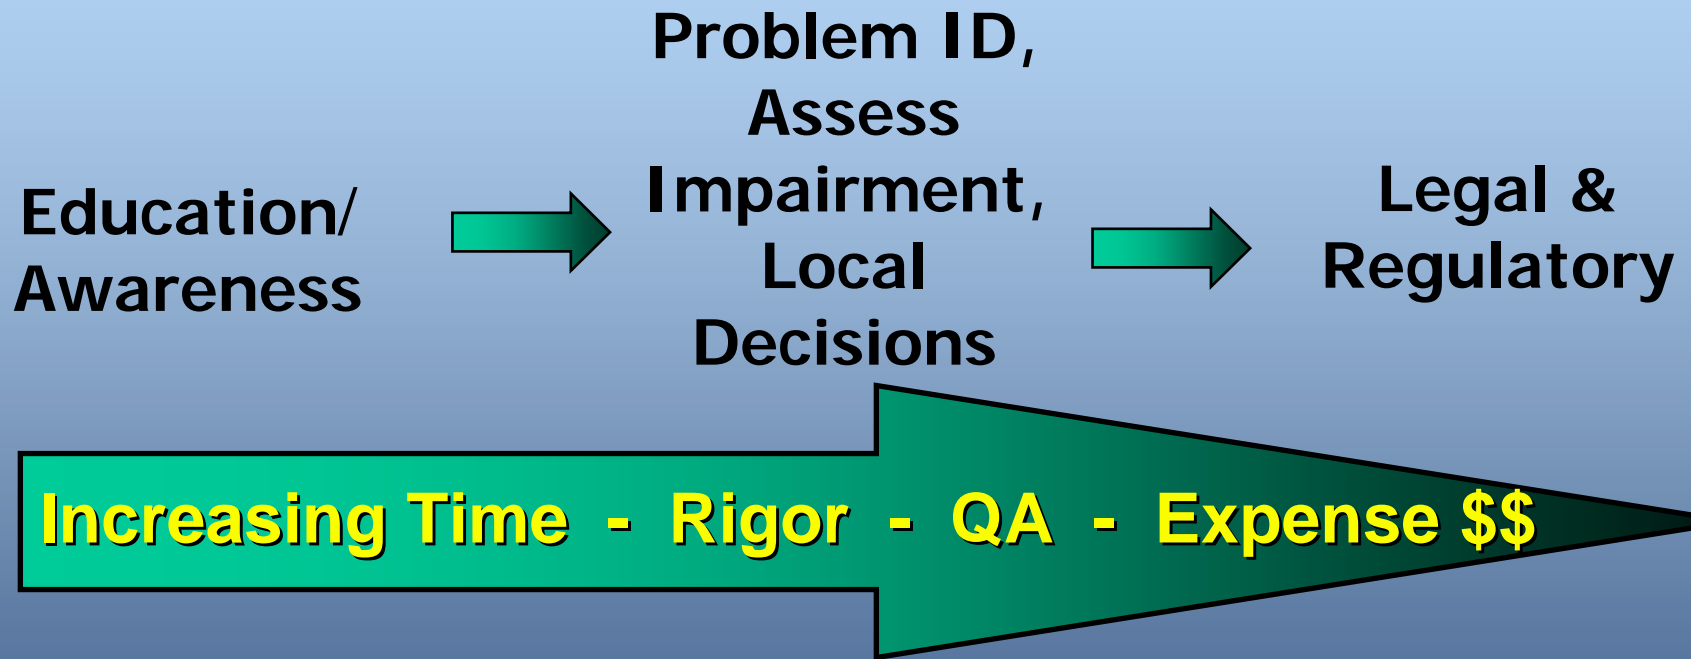 Education/
Awareness
Problem ID,
Assess
Impairment,
Local
Decisions
Legal &
Regulatory
Increasing Time - Rigor - QA - Expense $$